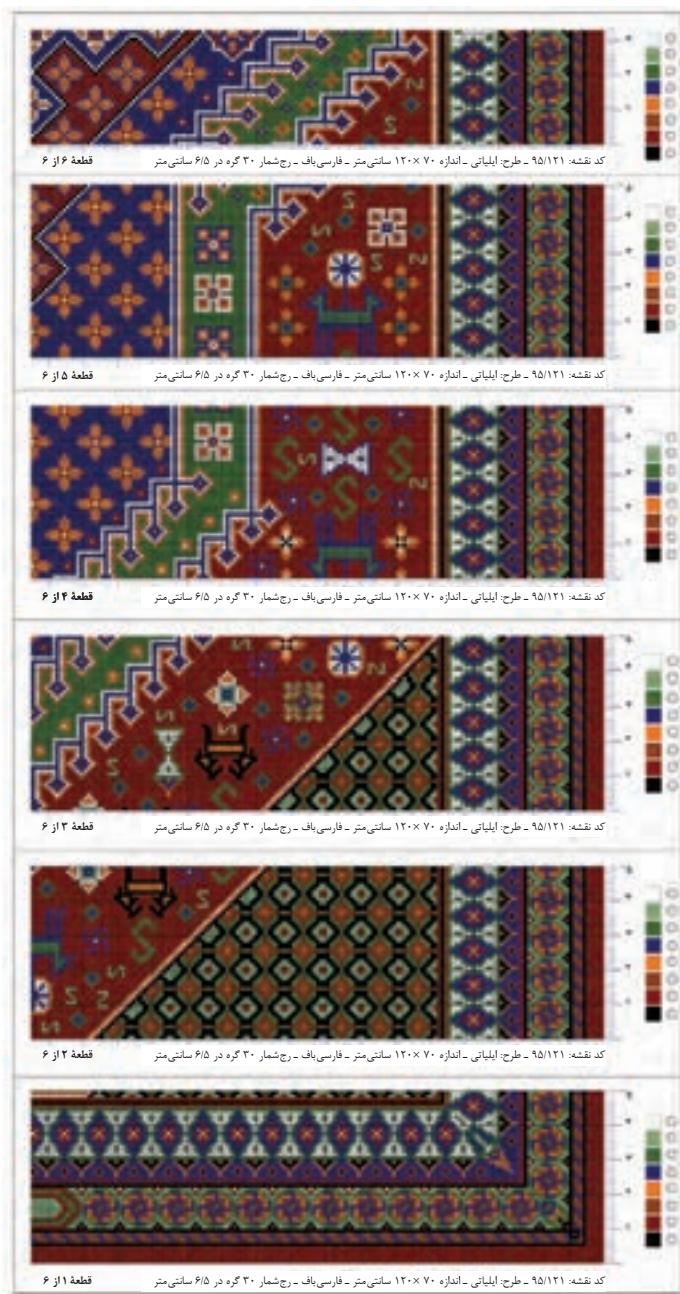 کد نقشه: ۹۵/۱۲۱ ـ طرح: ایلیاتی ـ اندازه ۷۰ ×۱۲۰ سانتی‌متر ـ فارسی‌باف ـ رج‌شمار ۳۰ گره در ۶/۵ سانتی‌متر قطعهٔ ۶ از ۶
کد نقشه: ۹۵/۱۲۱ ـ طرح: ایلیاتی ـ اندازه ۷۰ ×۱۲۰ سانتی‌متر ـ فارسی‌باف ـ رج‌شمار ۳۰ گره در ۶/۵ سانتی‌متر قطعهٔ ۵ از ۶
کد نقشه: ۹۵/۱۲۱ ـ طرح: ایلیاتی ـ اندازه ۷۰ ×۱۲۰ سانتی‌متر ـ فارسی‌باف ـ رج‌شمار ۳۰ گره در ۶/۵ سانتی‌متر قطعهٔ ۴ از ۶
کد نقشه: ۹۵/۱۲۱ ـ طرح: ایلیاتی ـ اندازه ۷۰ ×۱۲۰ سانتی‌متر ـ فارسی‌باف ـ رج‌شمار ۳۰ گره در ۶/۵ سانتی‌متر قطعهٔ ۳ از ۶
کد نقشه: ۹۵/۱۲۱ ـ طرح: ایلیاتی ـ اندازه ۷۰ ×۱۲۰ سانتی‌متر ـ فارسی‌باف ـ رج‌شمار ۳۰ گره در ۶/۵ سانتی‌متر قطعهٔ ۲ از ۶
کد نقشه: ۹۵/۱۲۱ ـ طرح: ایلیاتی ـ اندازه ۷۰ ×۱۲۰ سانتی‌متر ـ فارسی‌باف ـ رج‌شمار ۳۰ گره در ۶/۵ سانتی‌متر قطعهٔ ۱ از ۶